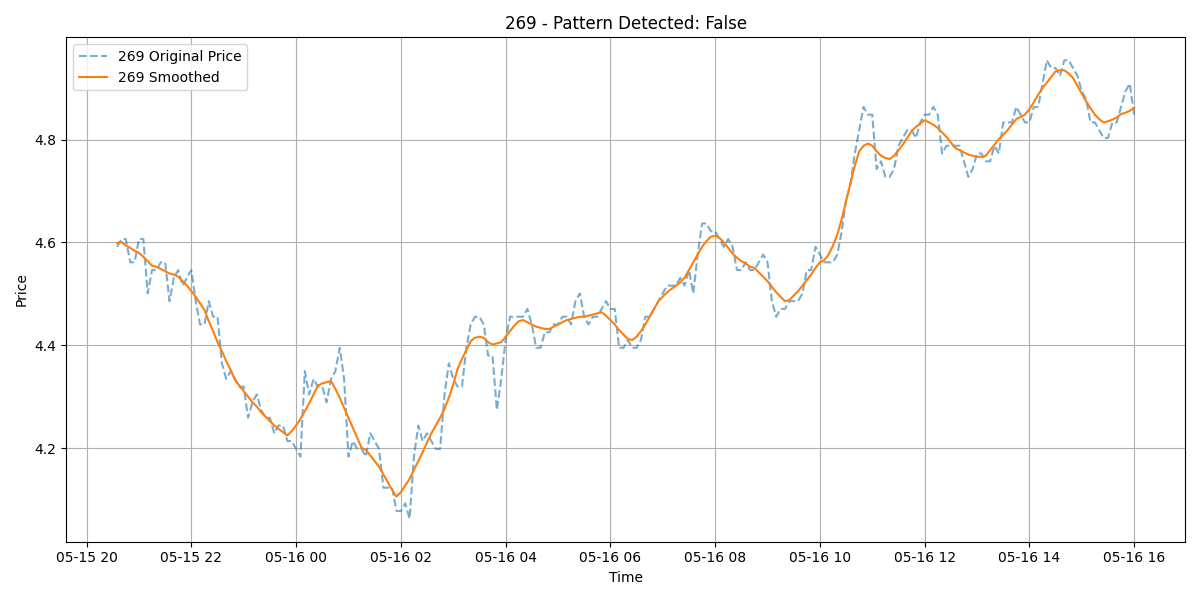 269 - Pattern Detected: False
269 Original Price
269 Smoothed
Price
4.8
4.6
4.4
4.2
05-15 20 05-15 22 05-16 00 05-16 02 05-16 04 05-16 06 05-16 08 05-16 10 05-16 12 05-16 14 05-16 16
Time